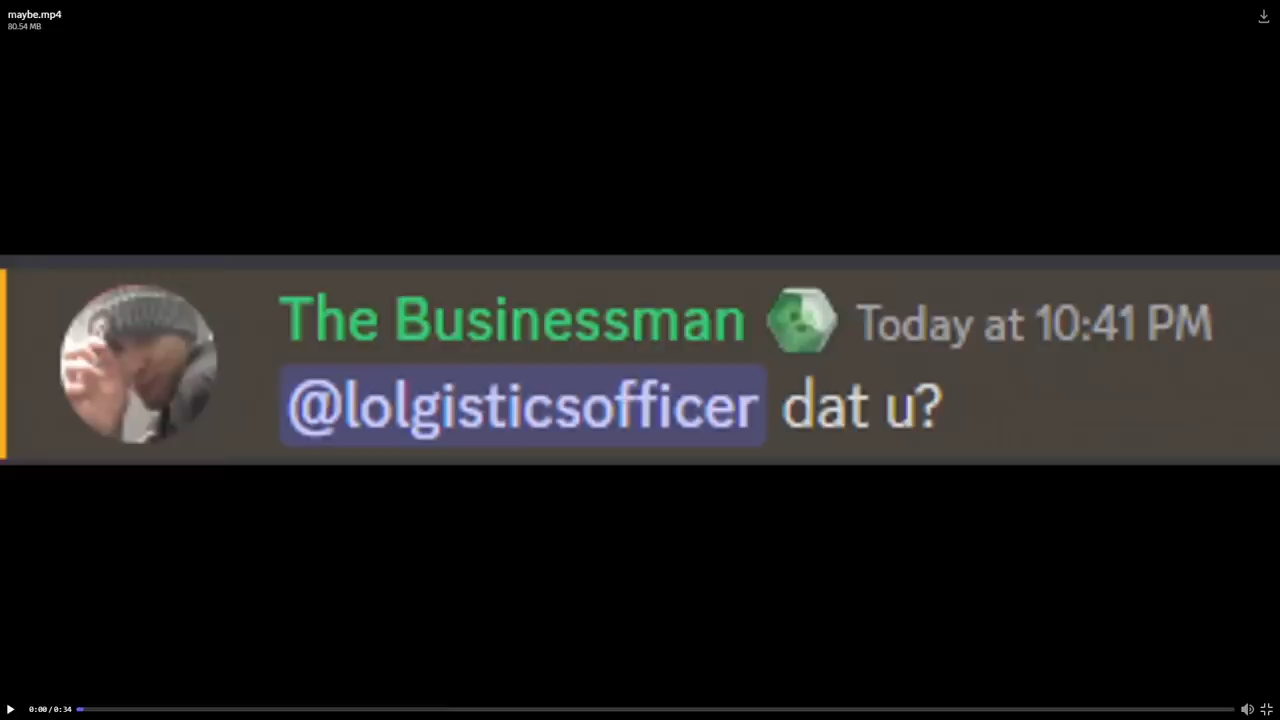 maybe.mp4
80.54 MB
The Businessman Today at 10:41 PM
@lolgisticsofficer dat u?
0:00/0:34